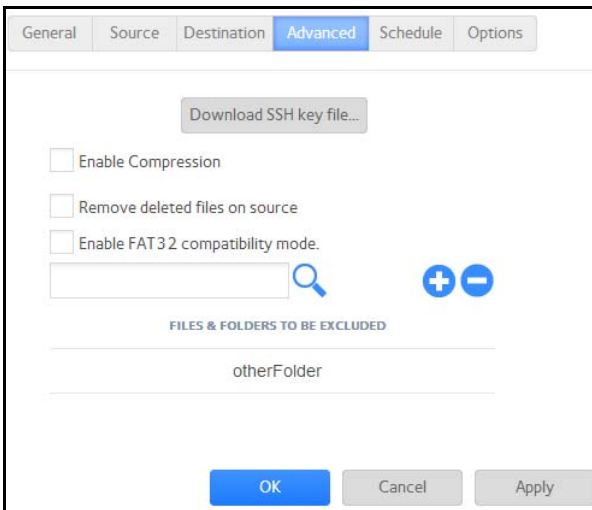 General Source Destination Advanced Schedule Options
Download SSH key file...
Enable Compression
Remove deleted files on source
Enable FAT32 compatibility mode.
FILES & FOLDERS TO BE EXCLUDED
otherFolder
OK Cancel Apply